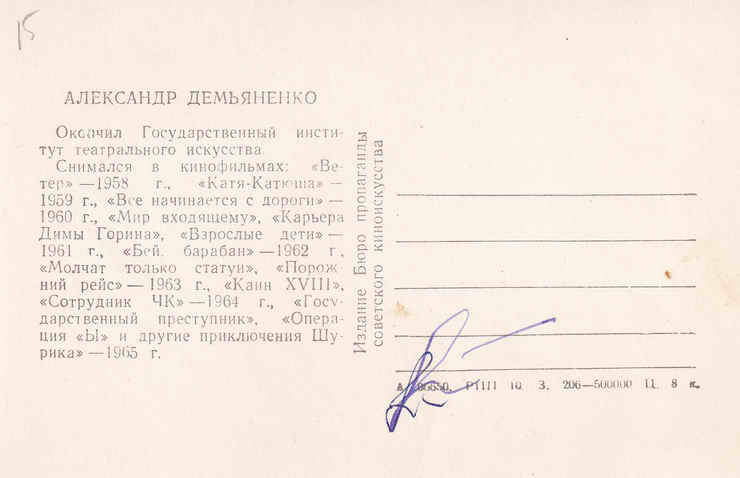 15
АЛЕКСАНДР ДЕМЬЯНЕНКО
Окончил Государственный инсти-
тут театрального искусства.
Снимался в кинофильмах: «Ве-
тер» —1958 г., «Катя-Катюша» —
1959 г., «Все начинается с дороги» —
1960 г., «Мир входящему», «Карьера
Димы Горина», «Взрослые дети» —
1961 г., «Бей, барабан» —1962 г.,
«Молчат только статуи», «Порож-
ний рейс» — 1963 г., «Каин XVIII»,
«Сотрудник ЧК» —1964 г., «Госу-
дарственный преступник», «Опера-
ция «Ы» и другие приключения Шу-
рика» —1965 г.
Издание Бюро пропаганды
советского киноискусства
З. 206—500000 Ц. 8 к.